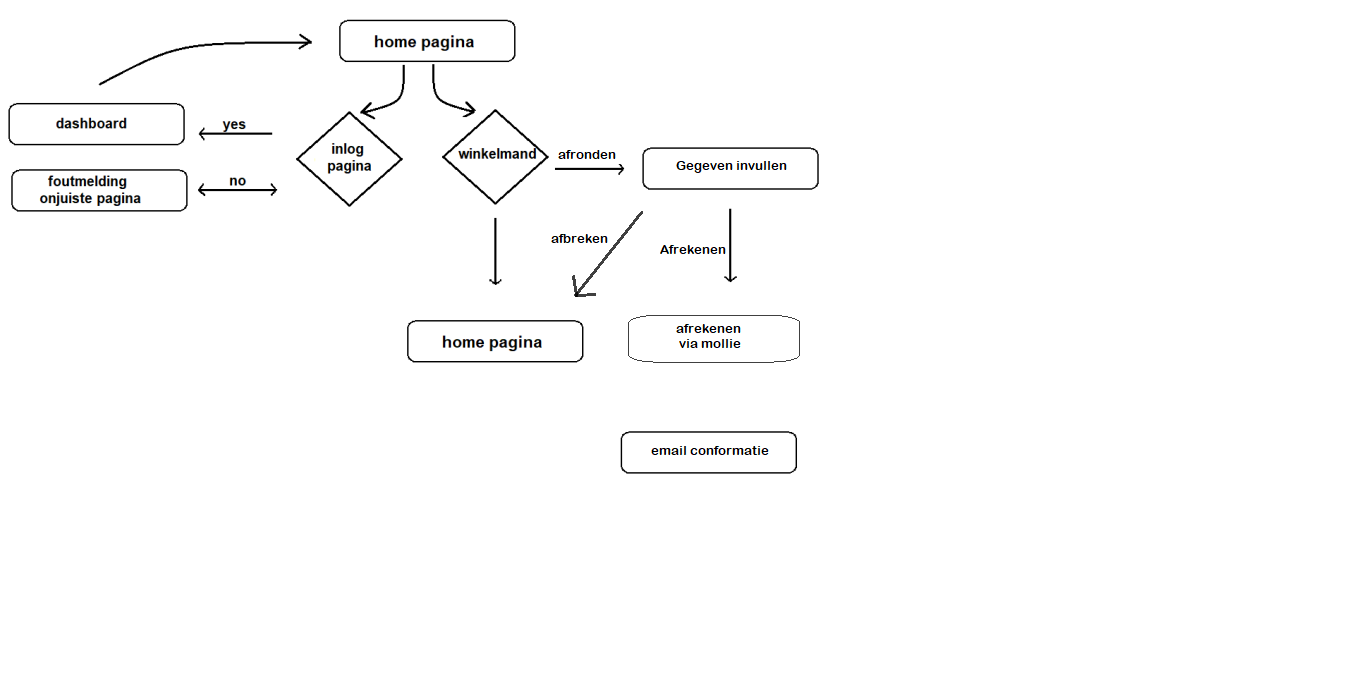 home pagina
dashboard
yes
foutmelding
onjuiste pagina
no
inlog
pagina
winkelmand
afronden
Gegeven invullen
afbreken
Afrekenen
home pagina
afrekenen
via mollie
email conformatie